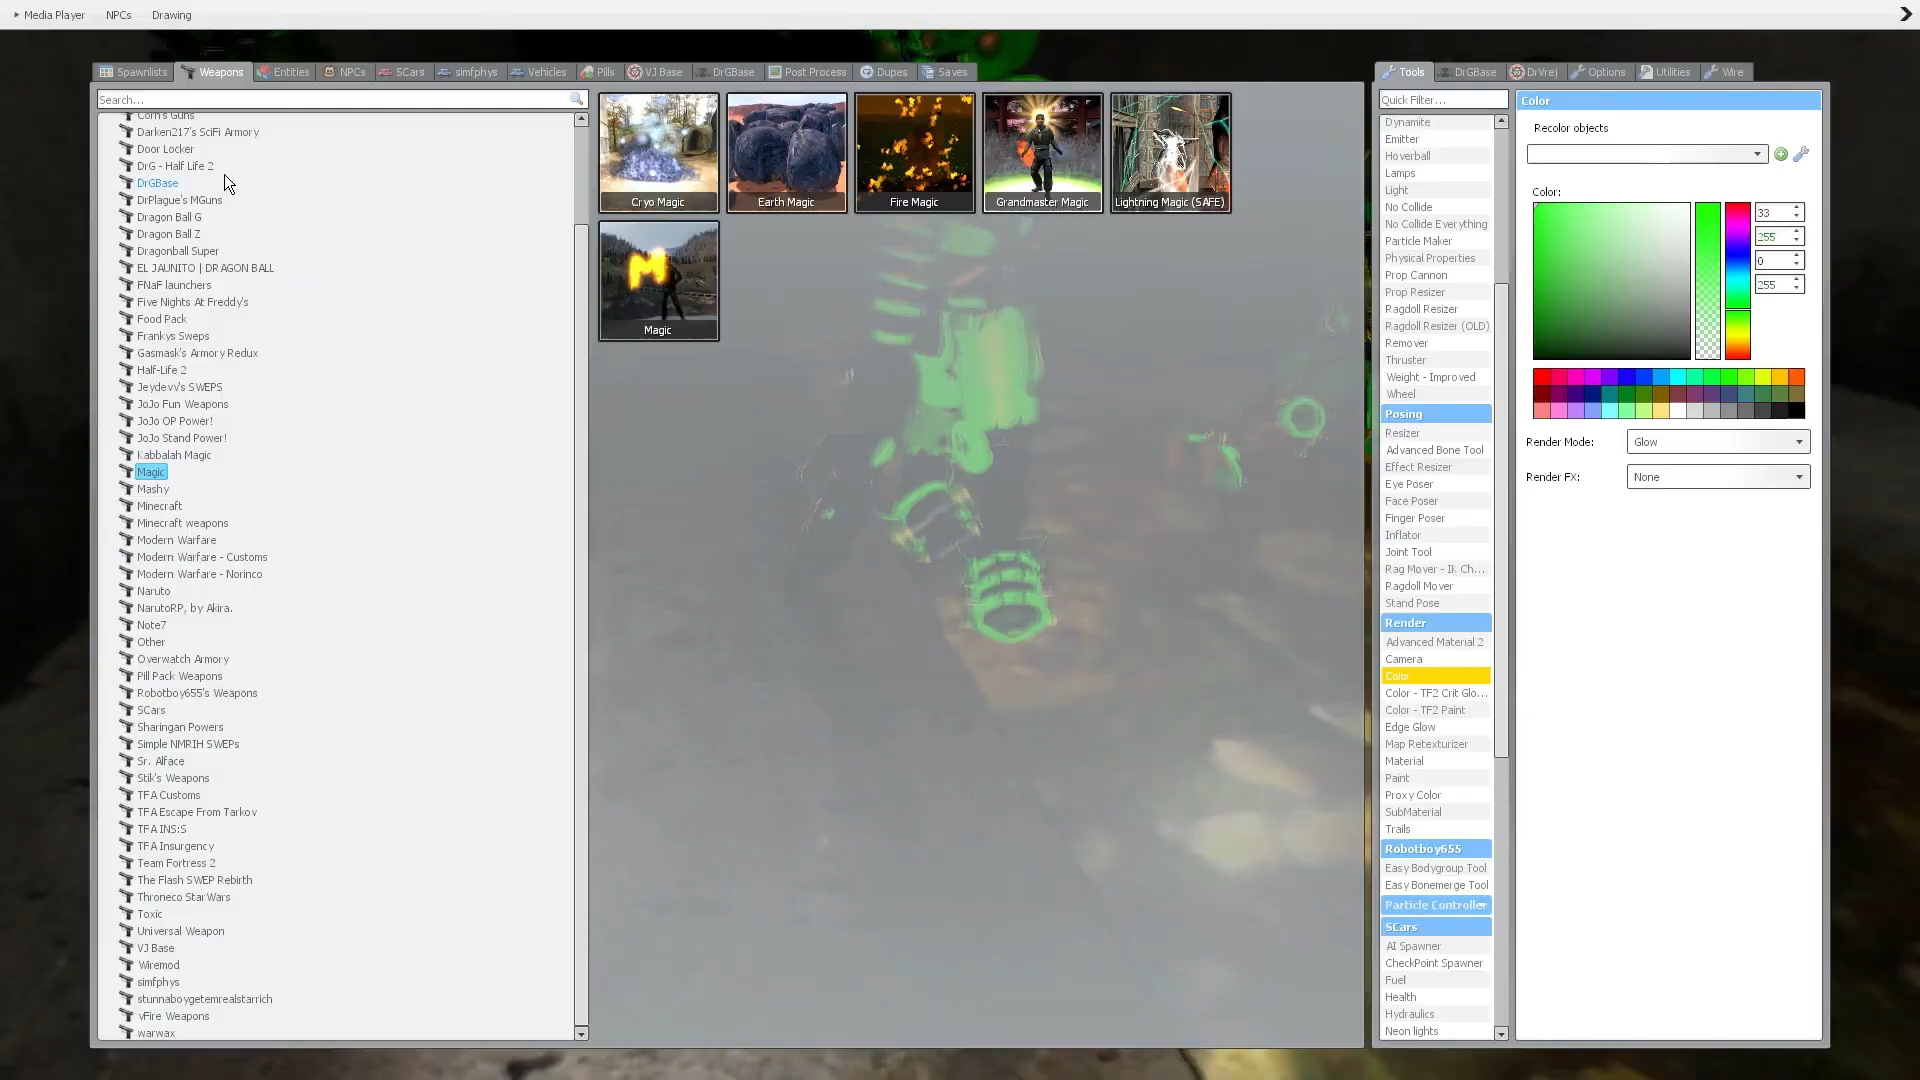 Media Player NPCs Drawing
Spawnlists Weapons Entities NPCs SCars simfphys Vehicles Pills VJ Base DrGBase Post Process Dupes Saves
Tools DrGBase DrVrej Options Utilities Wire
Search...
Corn's Guns
Darken217's SciFi Armory
Door Locker
DrG - Half Life 2
DrGBase
DrPlague's MGuns
Dragon Ball G
Dragon Ball Z
Dragonball Super
EL JAUNITO | DRAGON BALL
FNaF launchers
Five Nights At Freddy's
Food Pack
Frankys Sweps
Gasmask's Armory Redux
Half-Life 2
Jeydevv's SWEPS
JoJo Fun Weapons
JoJo OP Power!
JoJo Stand Power!
Kabbalah Magic
Magic
Mashy
Minecraft
Minecraft weapons
Modern Warfare
Modern Warfare - Customs
Modern Warfare - Norinco
Naruto
NarutoRP, by Akira.
Note7
Other
Overwatch Armory
Pill Pack Weapons
Robotboy655's Weapons
SCars
Sharingan Powers
Simple NMRIH SWEPs
Sr. Alface
Stik's Weapons
TFA Customs
TFA Escape From Tarkov
TFA INS:S
TFA Insurgency
Team Fortress 2
The Flash SWEP Rebirth
Throneco StarWars
Toxic
Universal Weapon
VJ Base
Wiremod
simfphys
stunnaboygetemrealstarrich
vFire Weapons
warwax
Cryo Magic
Earth Magic
Fire Magic
Grandmaster Magic
Lightning Magic (SAFE)
Magic
Quick Filter...
Dynamite
Emitter
Hoverball
Lamps
Light
No Collide
No Collide Everything
Particle Maker
Physical Properties
Prop Cannon
Prop Resizer
Ragdoll Resizer
Ragdoll Resizer (OLD)
Remover
Thruster
Weight - Improved
Wheel
Posing
Resizer
Advanced Bone Tool
Effect Resizer
Eye Poser
Face Poser
Finger Poser
Inflator
Joint Tool
Rag Mover - Ik Ch...
Ragdoll Mover
Stand Pose
Render
Advanced Material 2
Camera
Color
Color - TF2 Crit Glo...
Color - TF2 Paint
Edge Glow
Map Retexturizer
Material
Paint
Proxy Color
SubMaterial
Trails
Robotboy655
Easy Bodygroup Tool
Easy Bonemerge Tool
Particle Controller
SCars
AI Spawner
CheckPoint Spawner
Fuel
Health
Hydraulics
Neon lights
Color
Recolor objects
Color:
33
255
0
255
Render Mode: Glow
Render FX: None